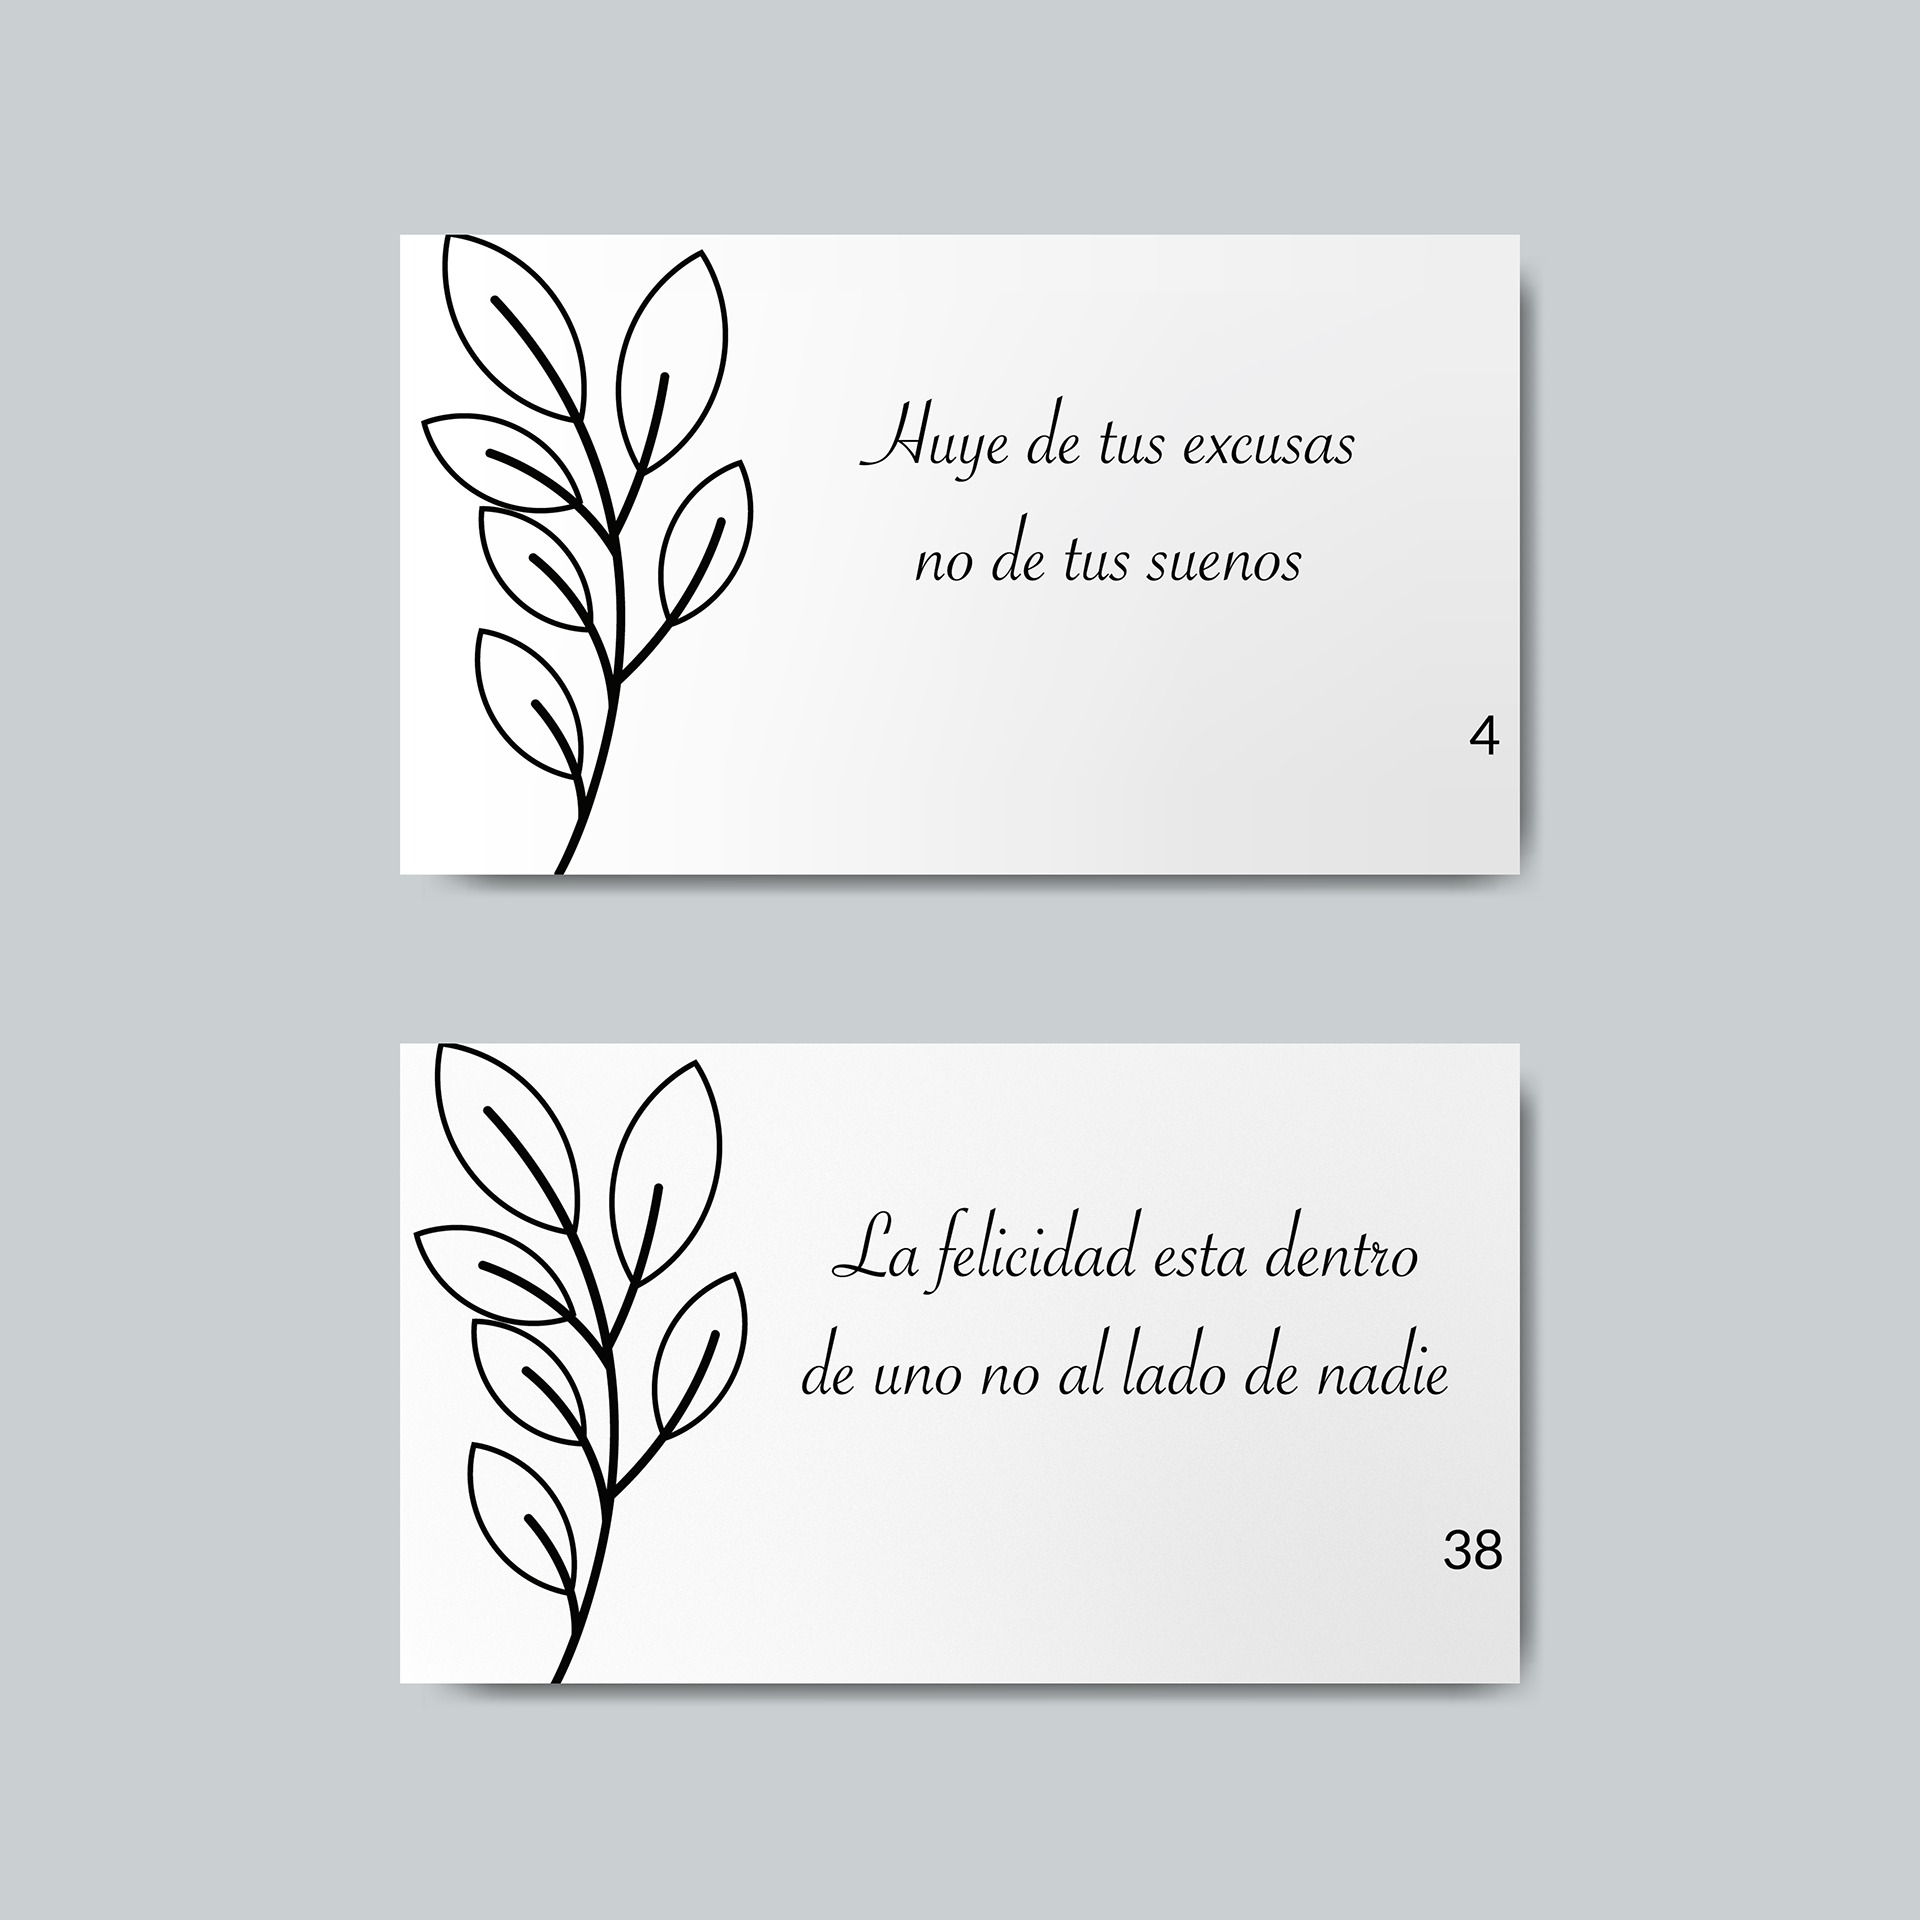 Huye de tus excusas
no de tus suenos
4
La felicidad esta dentro
de uno no al lado de nadie
38